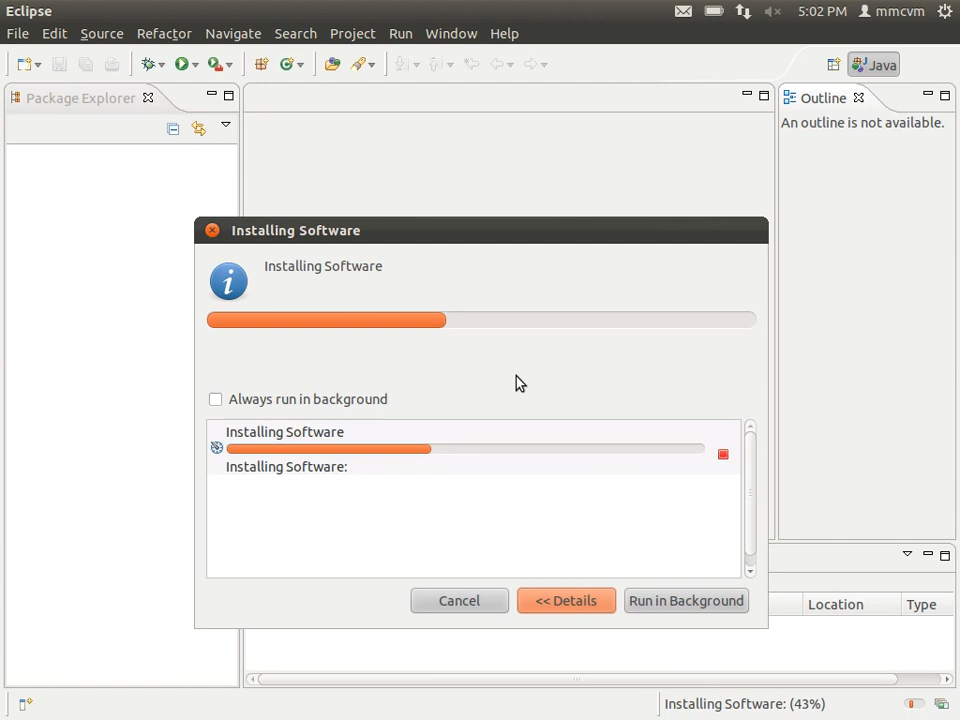 Eclipse
5:02 PM mmcvm
File Edit Source Refactor Navigate Search Project Run Window Help
Java
Package Explorer
Outline
An outline is not available.
Installing Software
Installing Software
Always run in background
Installing Software
Installing Software:
Cancel << Details Run in Background
Location Type
Installing Software: (43%)